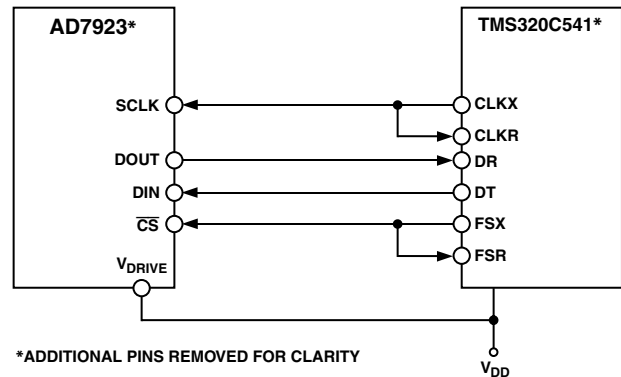 AD7923*
TMS320C541*
SCLK
CLKX
CLKR
DOUT
DR
DIN
DT
CS
FSX
FSR
VDRIVE
*ADDITIONAL PINS REMOVED FOR CLARITY
VDD